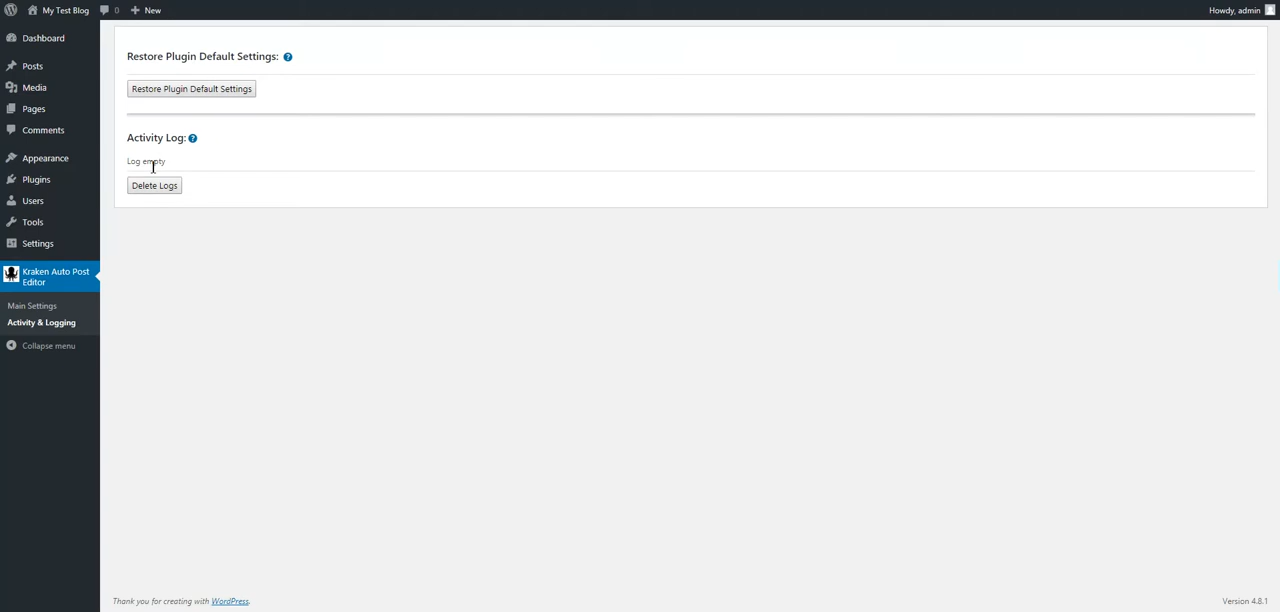 My Test Blog 0 New Howdy, admin
Dashboard
Posts
Media
Pages
Comments
Appearance
Plugins
Users
Tools
Settings
Kraken Auto Post
Editor
Main Settings
Activity & Logging
Collapse menu
Restore Plugin Default Settings: ?
Restore Plugin Default Settings
Activity Log: ?
Log empty
Delete Logs
Thank you for creating with WordPress. Version 4.8.1